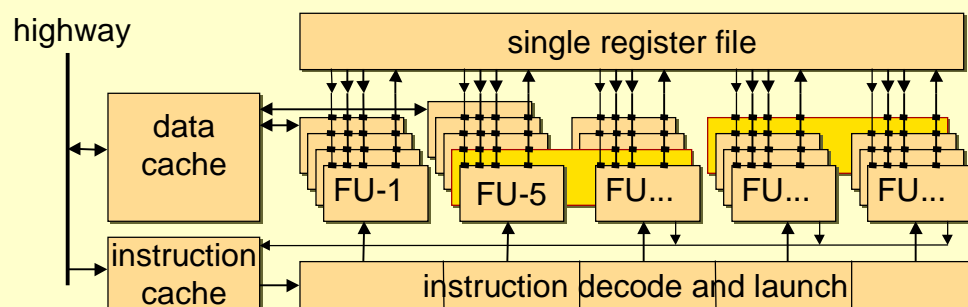 highway
single register file
data
cache
FU-1
FU-5
FU...
FU...
FU...
instruction
cache
instruction decode and launch